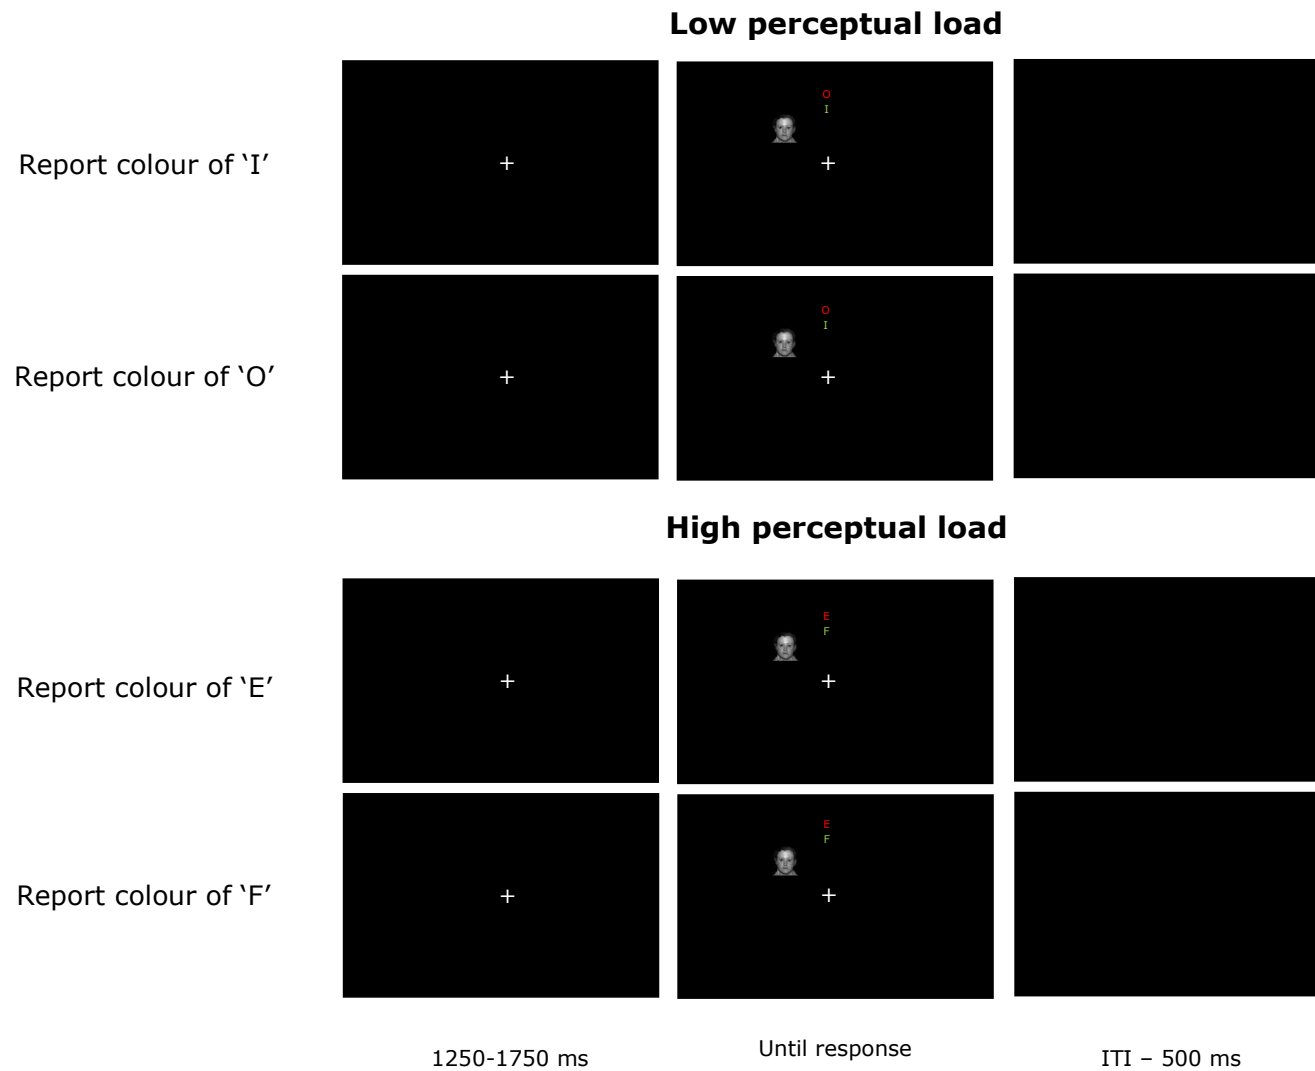 Low perceptual load
Report colour of ‘I’
+
O
I
+
Report colour of ‘O’
+
O
I
+
High perceptual load
Report colour of ‘E’
+
E
F
+
Report colour of ‘F’
+
E
F
+
1250-1750 ms
Until response
ITI – 500 ms